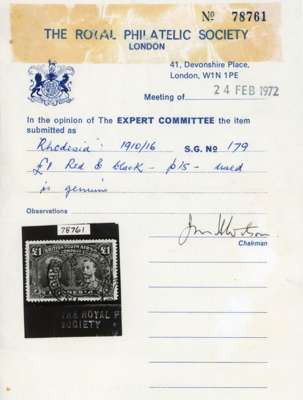 Nº 78761
THE ROYAL PHILATELIC SOCIETY
LONDON
41, Devonshire Place,
London, W1N 1PE
Meeting of 24 FEB 1972
In the opinion of The EXPERT COMMITTEE the item
submitted as
Rhodesia : 1910/16 S.G. Nº 179
£1 Red & black - p15 - used
is genuine
Observations
78761
£1 £1
THE ROYAL P
SOCIETY
Chairman